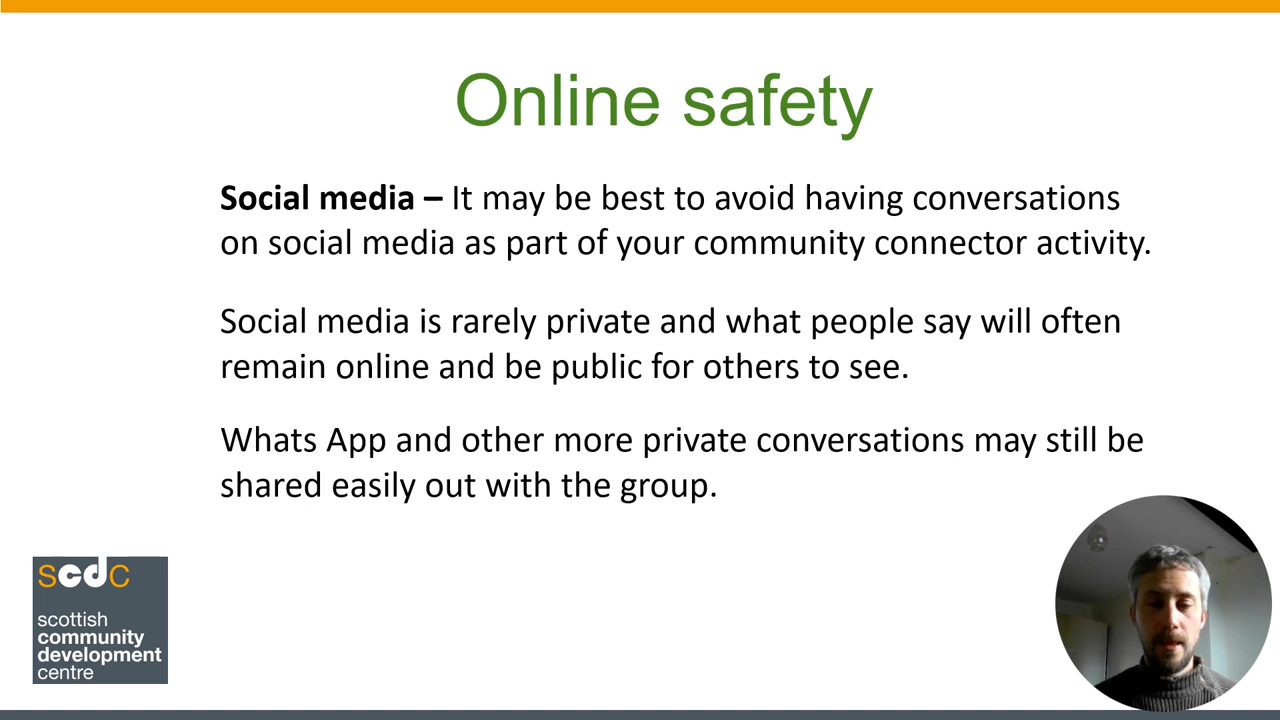 Online safety
Social media – It may be best to avoid having conversations
on social media as part of your community connector activity.
Social media is rarely private and what people say will often
remain online and be public for others to see.
Whats App and other more private conversations may still be
shared easily out with the group.
scdc
scottish
community
development
centre